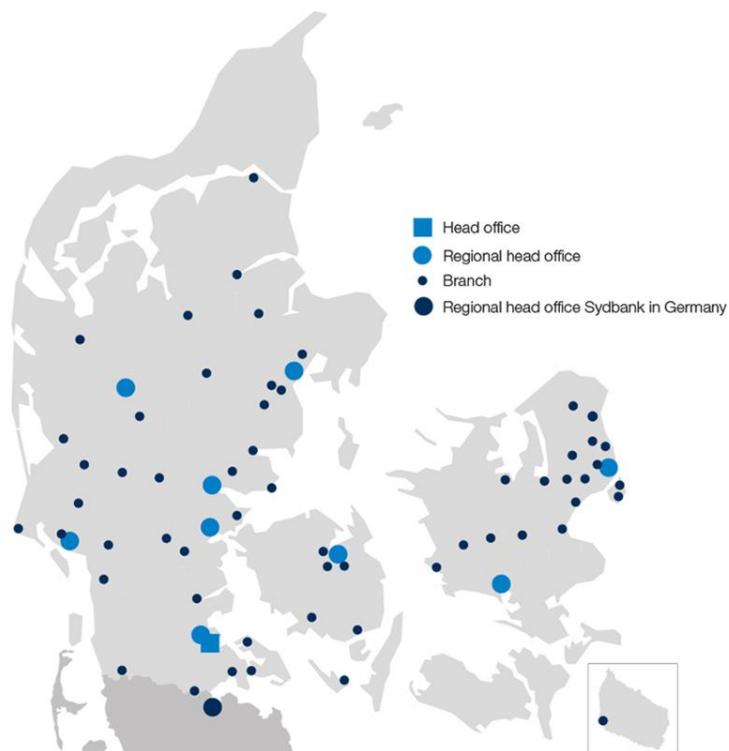 Head office
Regional head office
Branch
Regional head office Sydbank in Germany